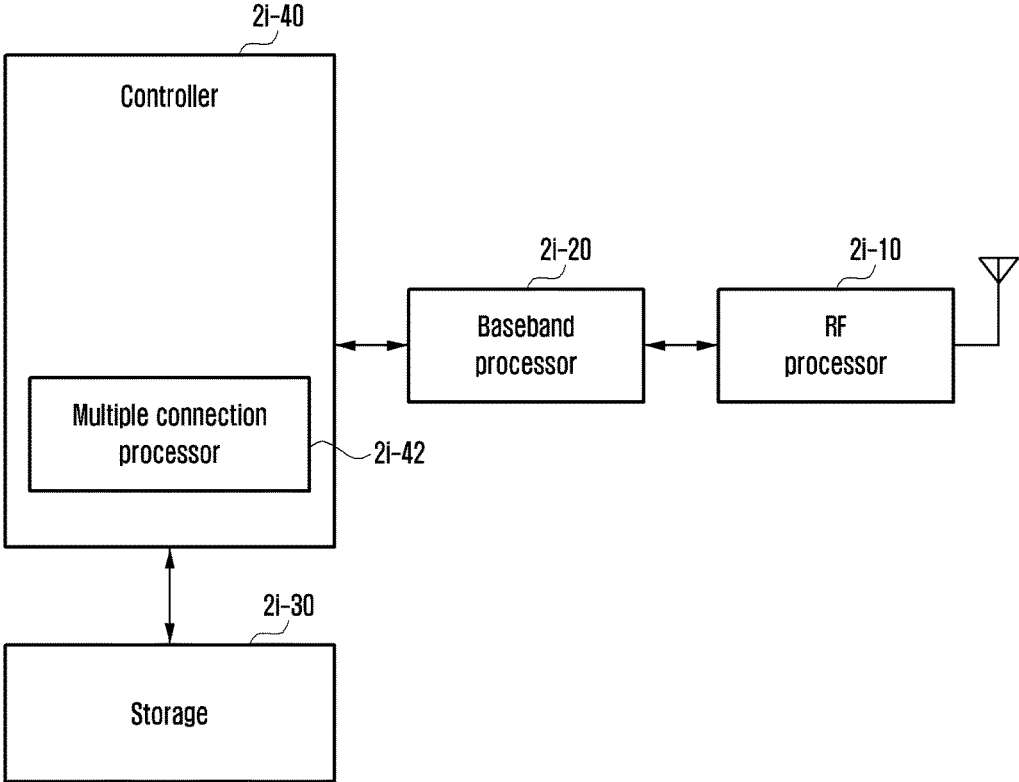 2i-40
Controller
2i-20
2i-10
Baseband
processor
RF
processor
Multiple connection
processor
2i-42
2i-30
Storage